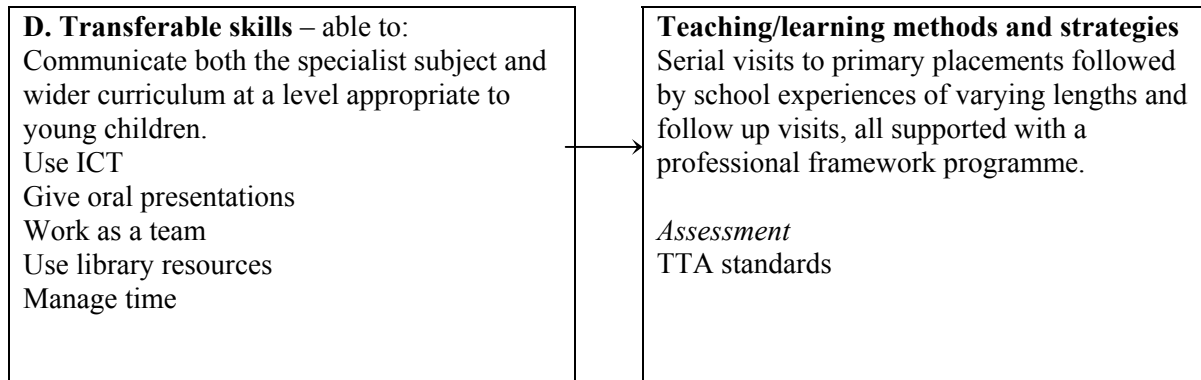 D. Transferable skills – able to:
Communicate both the specialist subject and
wider curriculum at a level appropriate to
young children.
Use ICT
Give oral presentations
Work as a team
Use library resources
Manage time
Teaching/learning methods and strategies
Serial visits to primary placements followed
by school experiences of varying lengths and
follow up visits, all supported with a
professional framework programme.
Assessment
TTA standards